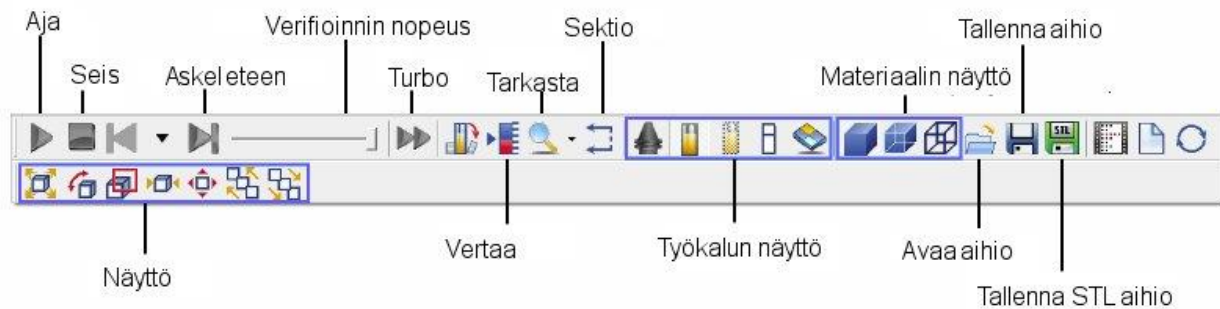 Aja
Verifioinnin nopeus
Sektio
Tallenna aihio
Seis
Askel eteen
Turbo
Tarkasta
Materiaalin näyttö
STL
Näyttö
Vertaa
Työkalun näyttö
Avaa aihio
Tallenna STL aihio